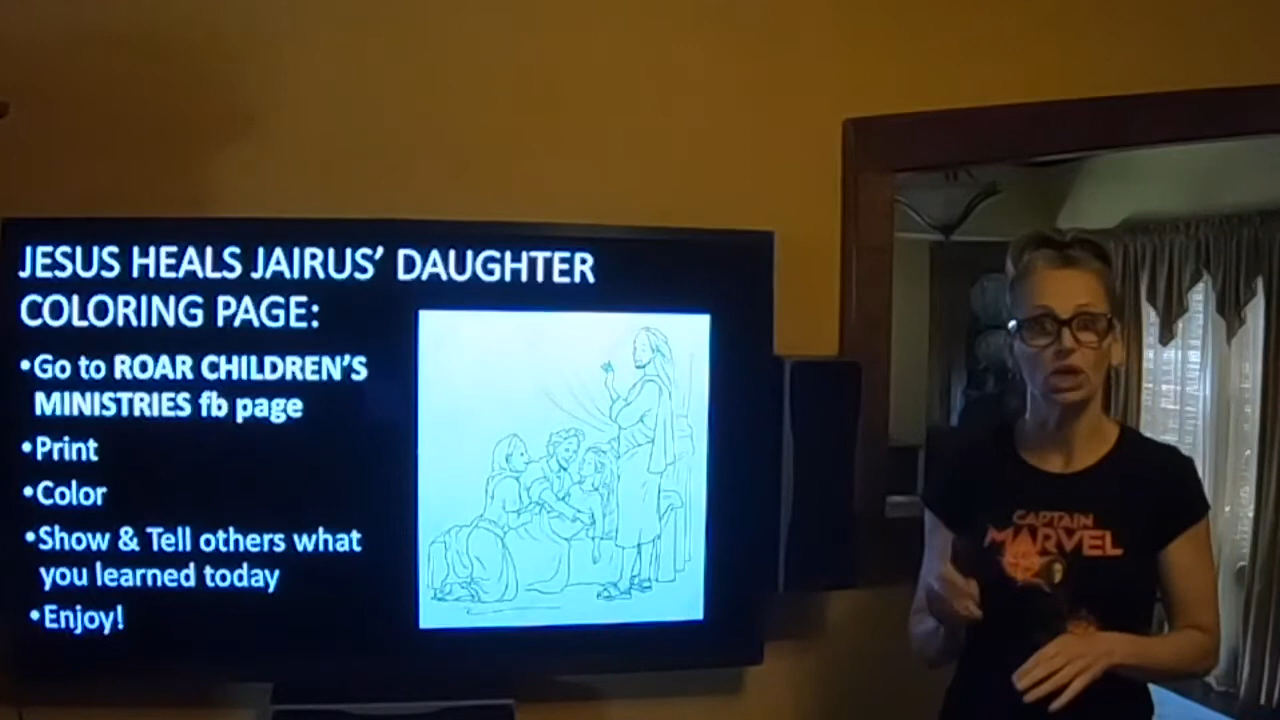 JESUS HEALS JAIRUS' DAUGHTER
COLORING PAGE:
•Go to ROAR CHILDREN'S
MINISTRIES fb page
•Print
•Color
•Show & Tell others what
you learned today
•Enjoy!
CAPTAIN
MARVEL